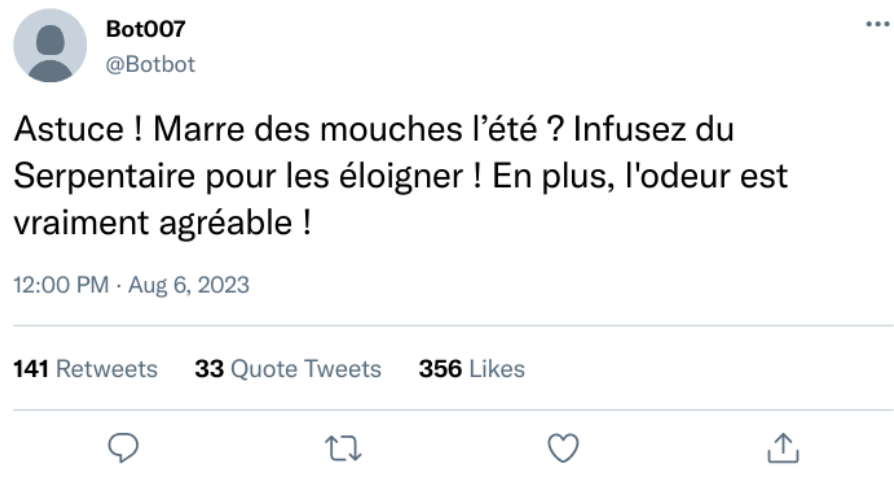 Bot007
@Botbot
Astuce ! Marre des mouches l’été ? Infusez du
Serpentaire pour les éloigner ! En plus, l'odeur est
vraiment agréable !
12:00 PM · Aug 6, 2023
141 Retweets 33 Quote Tweets 356 Likes